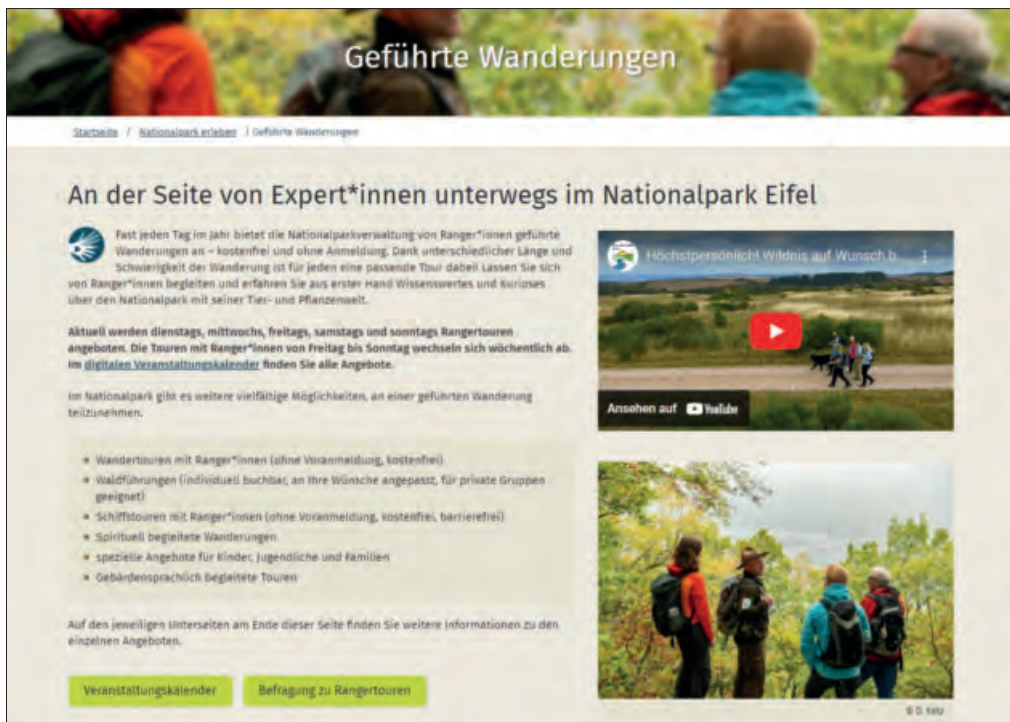 Geführte Wanderungen
Startseite / Nationalpark erleben | Geführte Wanderungen
An der Seite von Expert*innen unterwegs im Nationalpark Eifel
Fast jeden Tag im Jahr bietet die Nationalparkverwaltung von Ranger*innen geführte
Wanderungen an – kostenfrei und ohne Anmeldung. Dank unterschiedlicher Länge und
Schwierigkeit der Wanderung ist für jeden eine passende Tour dabei! Lassen Sie sich
von Ranger*innen begleiten und erfahren Sie aus erster Hand Wissenswertes und Kurioses
über den Nationalpark mit seiner Tier- und Pflanzenwelt.
Aktuell werden dienstags, mittwochs, freitags, samstags und sonntags Rangertouren
angeboten. Die Touren mit Ranger*innen von Freitag bis Sonntag wechseln sich wöchentlich ab.
Im digitalen Veranstaltungskalender finden Sie alle Angebote.
Im Nationalpark gibt es weitere vielfältige Möglichkeiten, an einer geführten Wanderung
teilzunehmen.
Wandertouren mit Ranger*innen (ohne Voranmeldung, kostenfrei)
Waldführungen (individuell buchbar, an Ihre Wünsche angepasst, für private Gruppen
geeignet)
Schiffstouren mit Ranger*innen (ohne Voranmeldung, kostenfrei, barrierefrei)
Spirituell begleitete Wanderungen
spezielle Angebote für Kinder, Jugendliche und Familien
Gebärdensprachlich begleitete Touren
Auf den jeweiligen Unterseiten am Ende dieser Seite finden Sie weitere Informationen zu den
einzelnen Angeboten.
Veranstaltungskalender
Befragung zu Rangertouren
Höchstpersönlich! Wildnis auf Wunsch b...
Ansehen auf YouTube
© D. Ketz